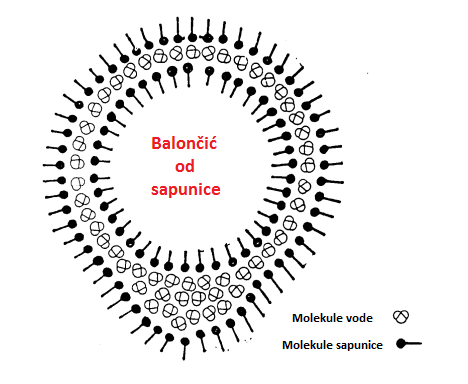 Balončić
od
sapunice
Molekule vode
Molekule sapunice